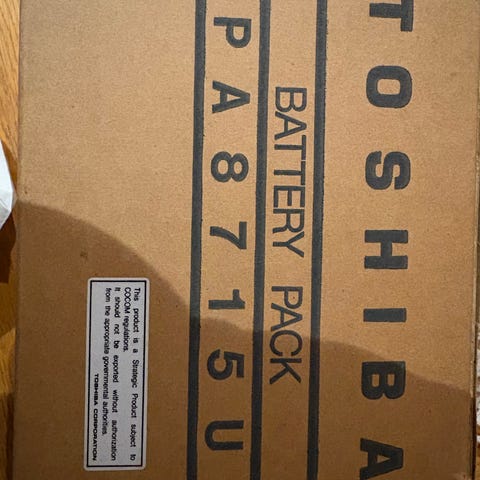 TOSHIBA
BATTERY PACK
PA8715U
This product is a Strategic Product subject to
COCOM regulations.
It should not be exported without authorization
from the appropriate governmental authorities.
TOSHIBA CORPORATION